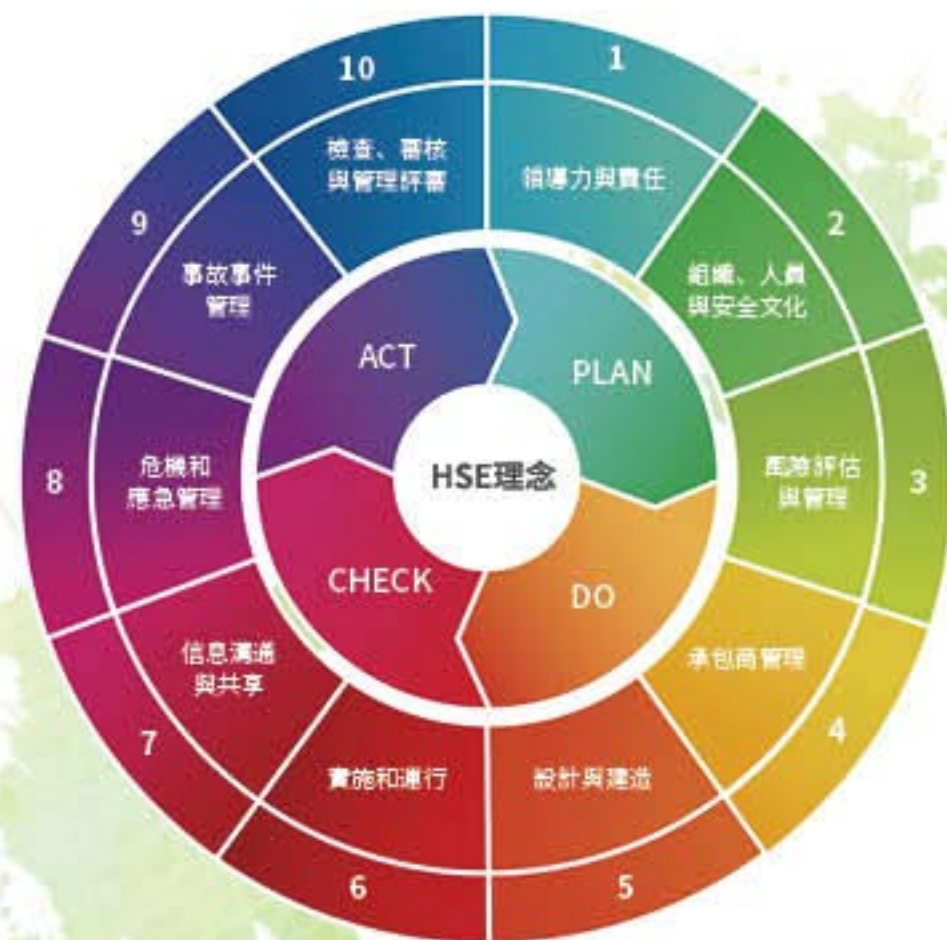 1
領導力與責任
2
組織、人員
與安全文化
3
風險評估
與管理
4
承包商管理
5
設計與建造
6
實施和運行
7
信息溝通
與共享
8
危機和
應急管理
9
事故事件
管理
10
檢查、審核
與管理評審
PLAN
DO
CHECK
ACT
HSE理念